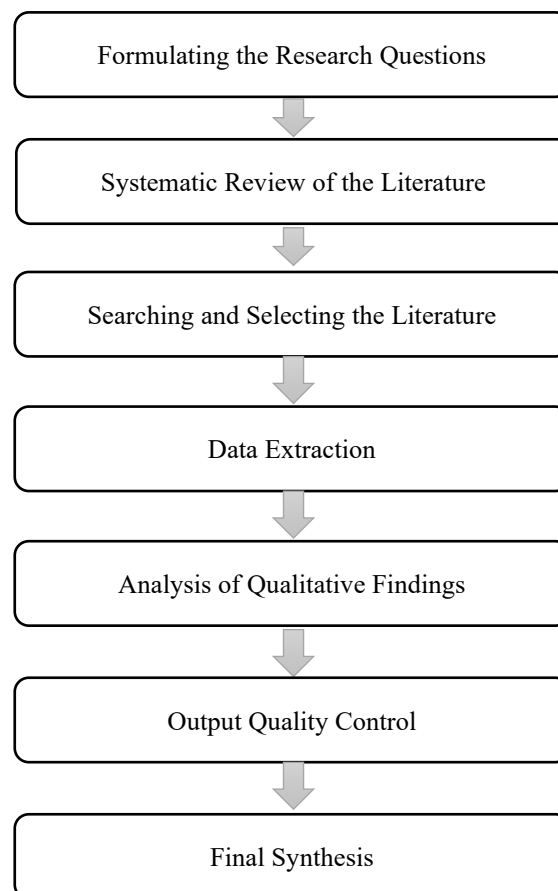 Formulating the Research Questions
Systematic Review of the Literature
Searching and Selecting the Literature
Data Extraction
Analysis of Qualitative Findings
Output Quality Control
Final Synthesis